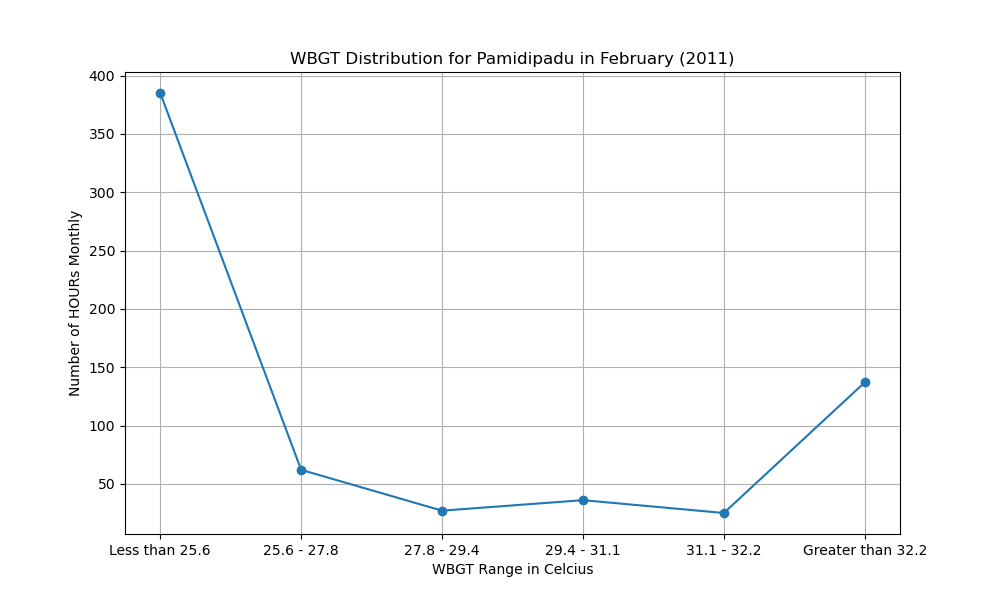 WBGT Distribution for Pamidipadu in February (2011)
Number of HOURs Monthly
400
350
300
250
200
150
100
50
Less than 25.6
25.6 - 27.8
27.8 - 29.4
29.4 - 31.1
31.1 - 32.2
Greater than 32.2
WBGT Range in Celcius